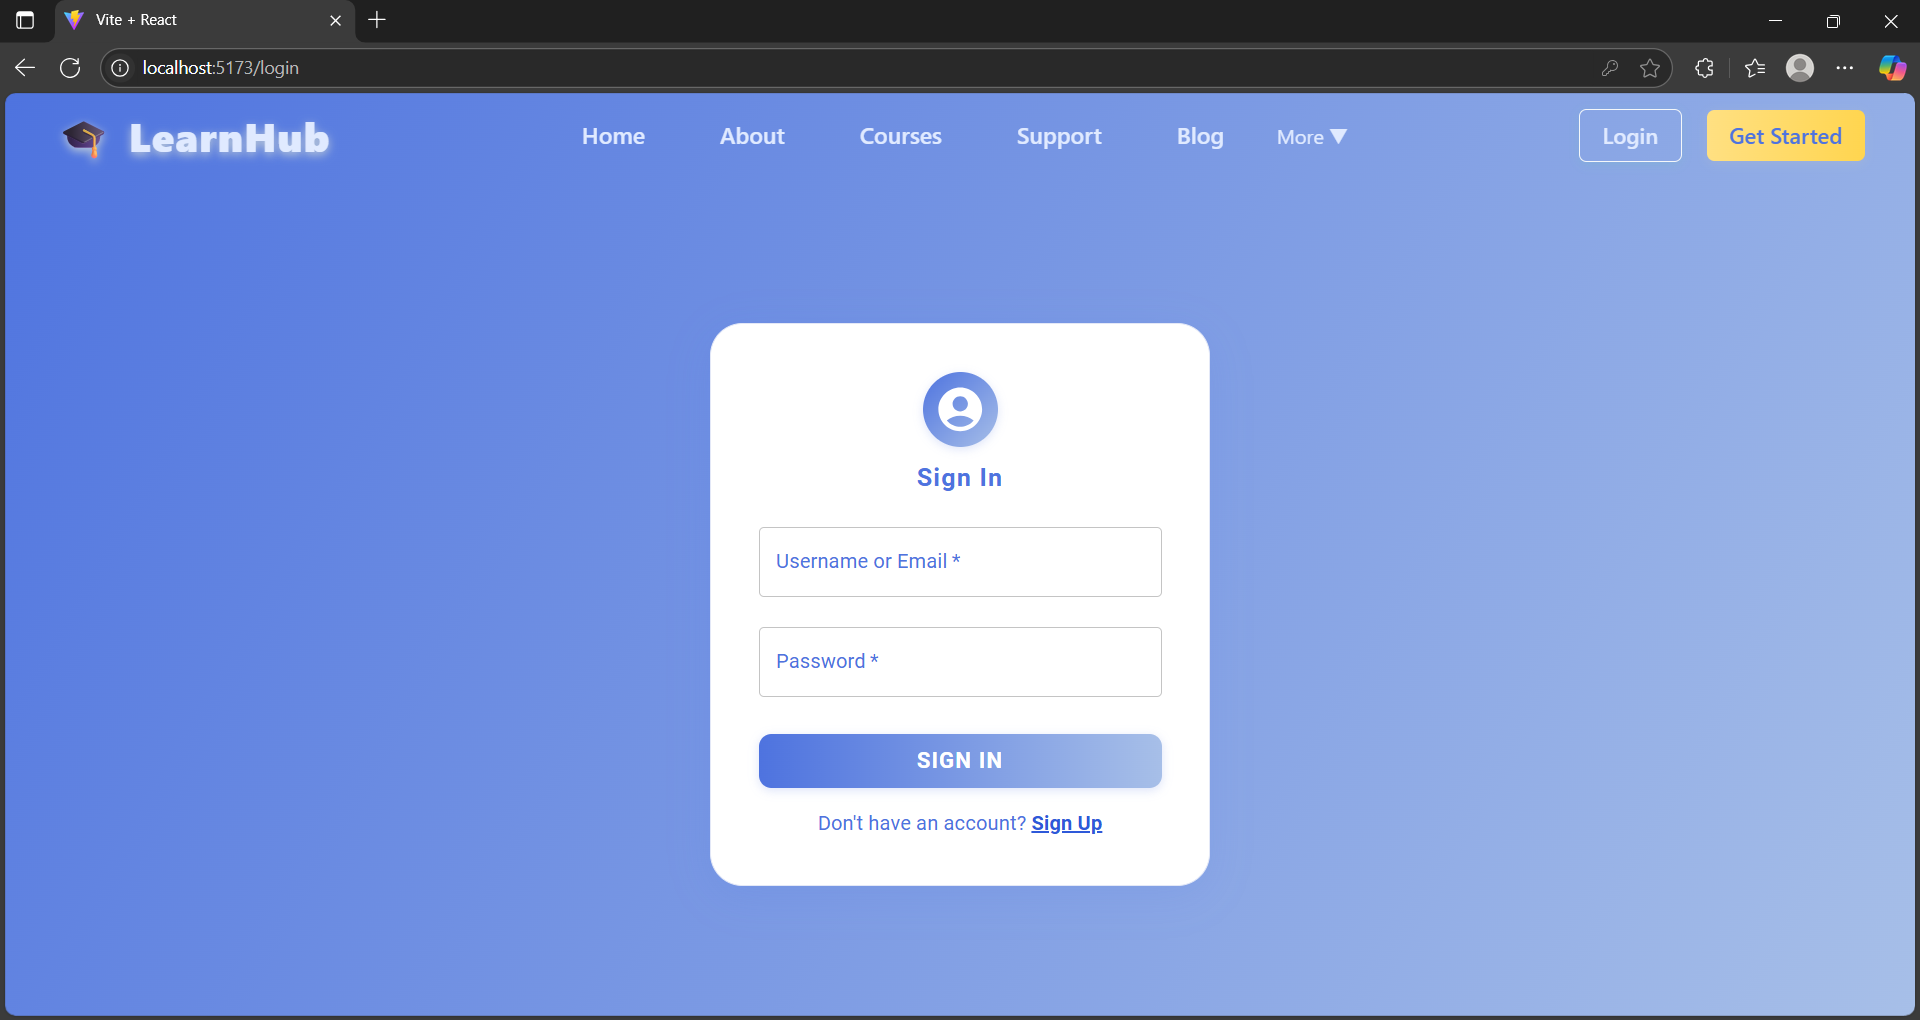 Vite + React
localhost:5173/login
LearnHub
Home About Courses Support Blog More ▼
Login Get Started
Sign In
Username or Email *
Password *
SIGN IN
Don't have an account? Sign Up